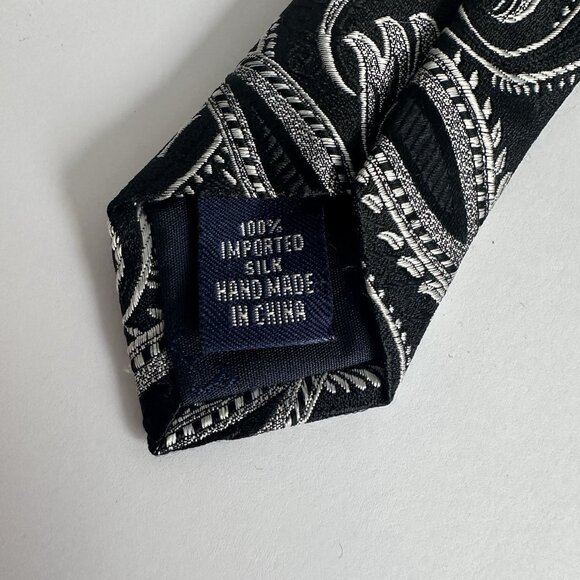 100%
IMPORTED
SILK
HAND MADE
IN CHINA